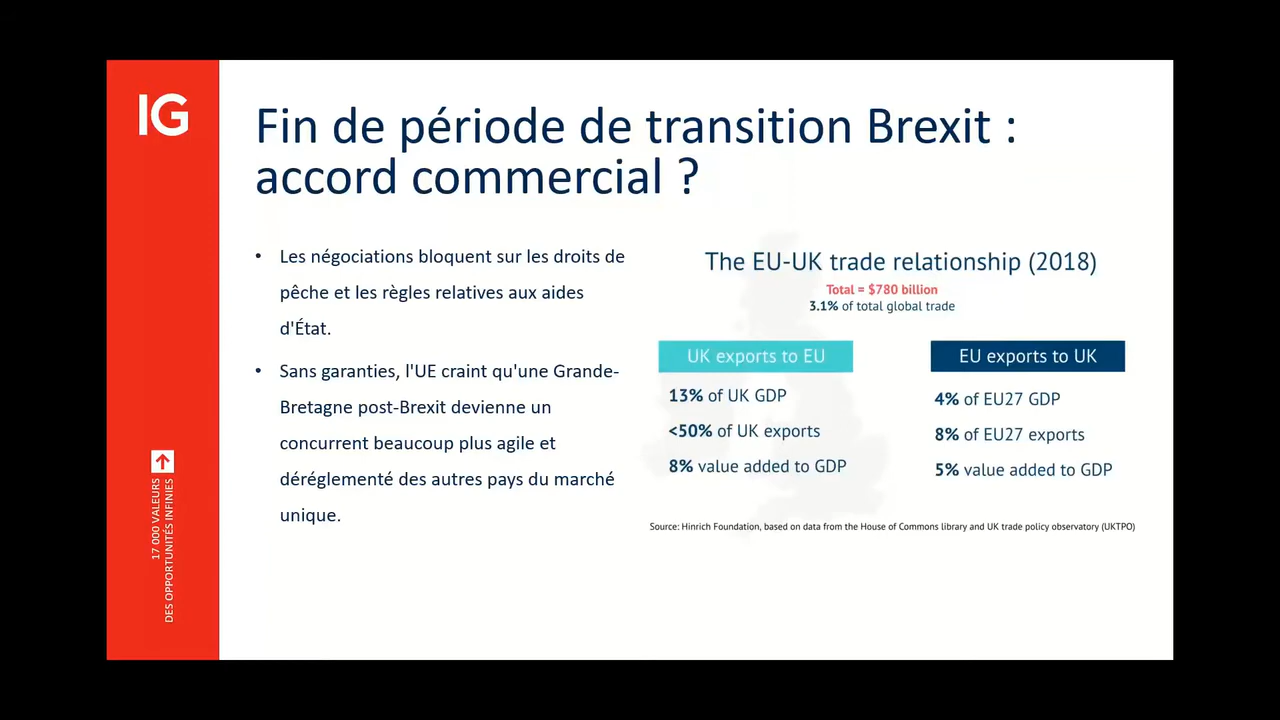 IG
Fin de période de transition Brexit :
accord commercial ?
• Les négociations bloquent sur les droits de
pêche et les règles relatives aux aides
d'État.
• Sans garanties, l'UE craint qu'une Grande-
Bretagne post-Brexit devienne un
concurrent beaucoup plus agile et
déréglementé des autres pays du marché
unique.
The EU-UK trade relationship (2018)
Total = $780 billion
3.1% of total global trade
UK exports to EU
13% of UK GDP
<50% of UK exports
8% value added to GDP
EU exports to UK
4% of EU27 GDP
8% of EU27 exports
5% value added to GDP
Source: Hinrich Foundation, based on data from the House of Commons library and UK trade policy observatory (UKTPO)
17 000 VALEURS
DES OPPORTUNITÉS INFINIES